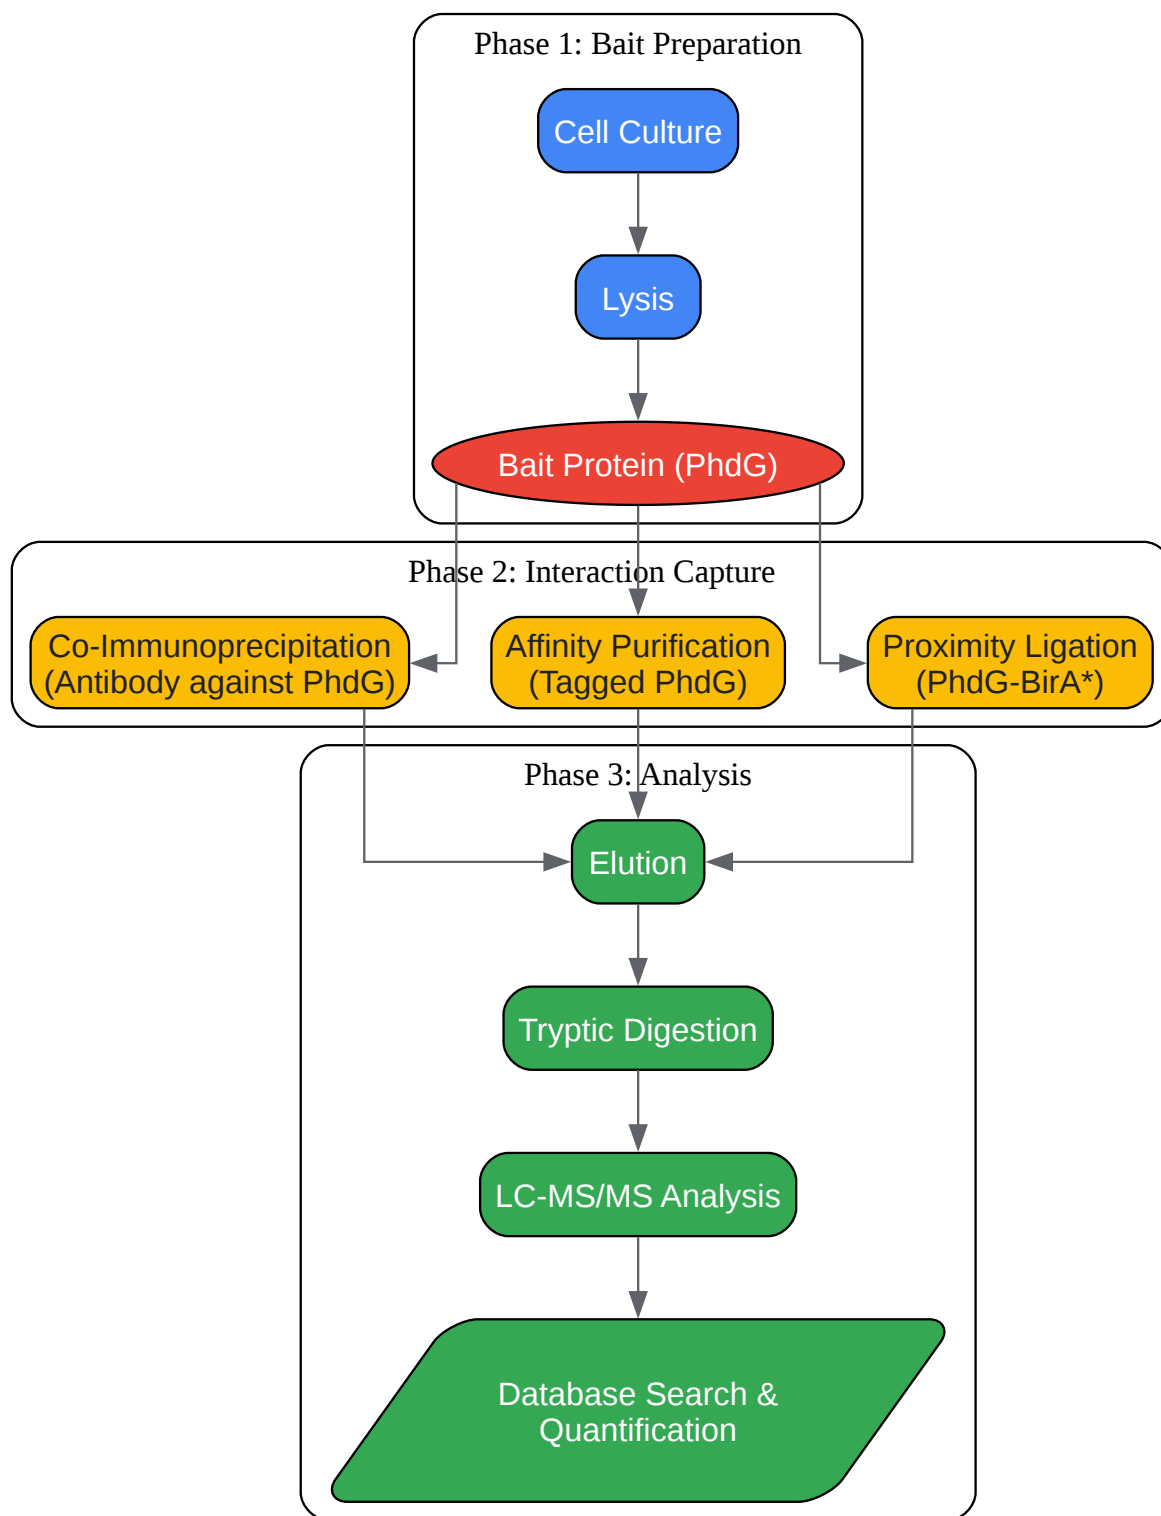 Phase 1: Bait Preparation
Cell Culture
Lysis
Bait Protein (PhdG)
Phase 2: Interaction Capture
Co-Immunoprecipitation
(Antibody against PhdG)
Affinity Purification
(Tagged PhdG)
Proximity Ligation
(PhdG-BirA*)
Phase 3: Analysis
Elution
Tryptic Digestion
LC-MS/MS Analysis
Database Search &
Quantification